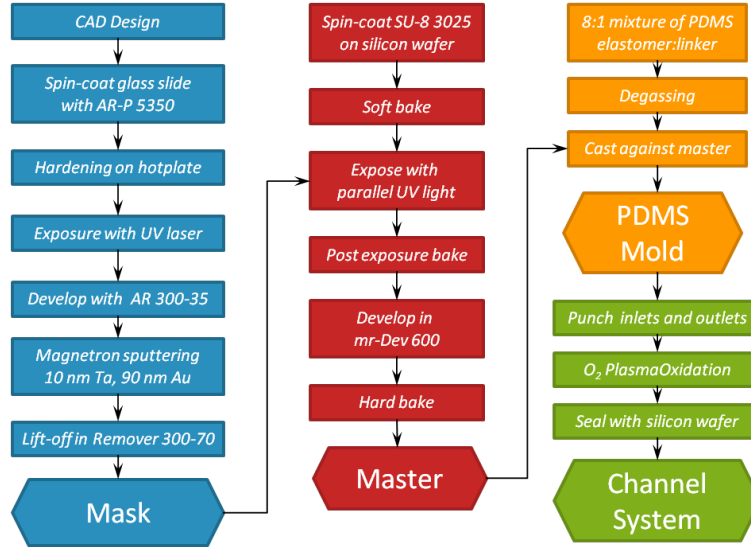 CAD Design
Spin-coat glass slide
with AR-P 5350
Hardening on hotplate
Exposure with UV laser
Develop with AR 300-35
Magnetron sputtering
10 nm Ta, 90 nm Au
Lift-off in Remover 300-70
Mask
Spin-coat SU-8 3025
on silicon wafer
Soft bake
Expose with
parallel UV light
Post exposure bake
Develop in
mr-Dev 600
Hard bake
Master
8:1 mixture of PDMS
elastomer:linker
Degassing
Cast against master
PDMS
Mold
Punch inlets and outlets
O₂ PlasmaOxidation
Seal with silicon wafer
Channel
System